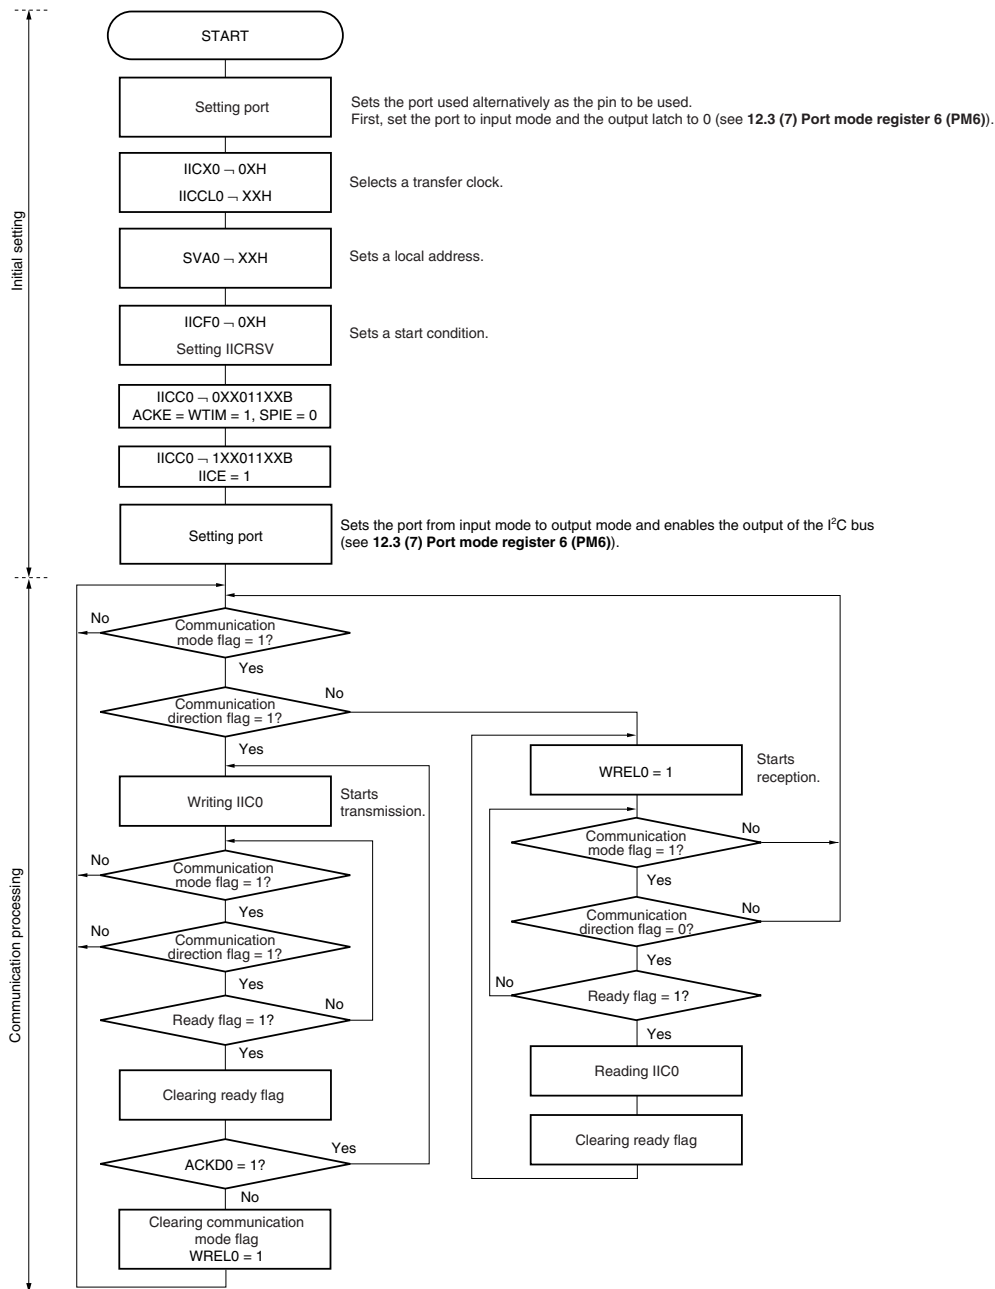 START
Setting port
Sets the port used alternatively as the pin to be used.
First, set the port to input mode and the output latch to 0 (see 12.3 (7) Port mode register 6 (PM6)).
IICX0 ¬ 0XH
IICCL0 ¬ XXH
Selects a transfer clock.
SVA0 ¬ XXH
Sets a local address.
IICF0 ¬ 0XH
Setting IICRSV
Sets a start condition.
IICC0 ¬ 0XX011XXB
ACKE = WTIM = 1, SPIE = 0
IICC0 ¬ 1XX011XXB
IICE = 1
Setting port
Sets the port from input mode to output mode and enables the output of the I²C bus
(see 12.3 (7) Port mode register 6 (PM6)).
Initial setting
No
Communication
mode flag = 1?
Yes
No
Communication
direction flag = 1?
Yes
Writing IIC0
Starts
transmission.
No
Communication
mode flag = 1?
Yes
No
Communication
direction flag = 1?
Yes
No
Ready flag = 1?
Yes
Clearing ready flag
Yes
ACKD0 = 1?
No
Clearing communication
mode flag
WREL0 = 1
WREL0 = 1
Starts
reception.
No
Communication
mode flag = 1?
Yes
No
Communication
direction flag = 0?
Yes
No
Ready flag = 1?
Yes
Reading IIC0
Clearing ready flag
Communication processing